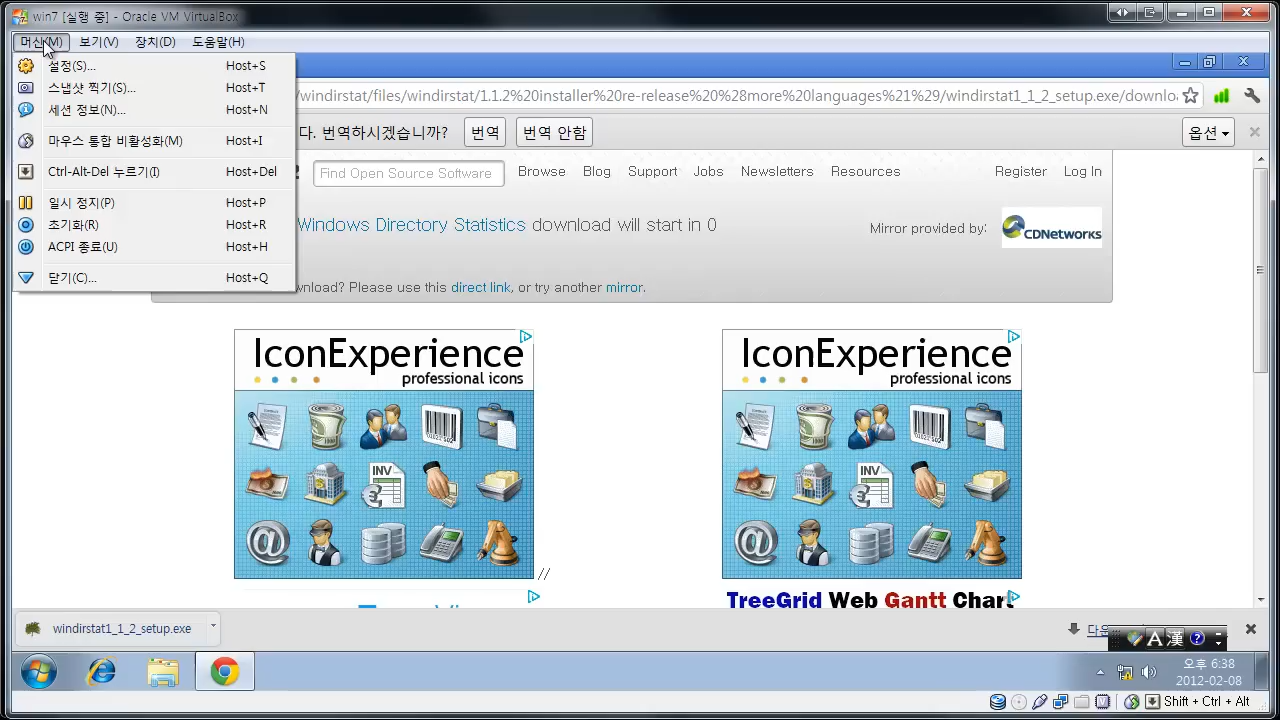 win7 [실행 중] - Oracle VM VirtualBox
머신(M) 보기(V) 장치(D) 도움말(H)
설정(S)... Host+S
스냅샷 찍기(S)... Host+T
세션 정보(N)... Host+N
마우스 통합 비활성화(M) Host+I
Ctrl-Alt-Del 누르기(I) Host+Del
일시 정지(P) Host+P
초기화(R) Host+R
ACPI 종료(U) Host+H
닫기(C)... Host+Q
/windirstat/files/windirstat/1.1.2%20installer%20re-release%20%28more%20languages%21%29/windirstat1_1_2_setup.exe/downlo
다. 번역하시겠습니까? 번역 번역 안함 옵션
Find Open Source Software Browse Blog Support Jobs Newsletters Resources Register Log In
Windows Directory Statistics download will start in 0
Mirror provided by: CDNetworks
Please use this direct link, or try another mirror.
IconExperience
professional icons
INV
@
IconExperience
professional icons
INV
@
//
TreeGrid Web Gantt Chart
windirstat1_1_2_setup.exe
A 漢 ?
오후 6:38
2012-02-08
Shift + Ctrl + Alt